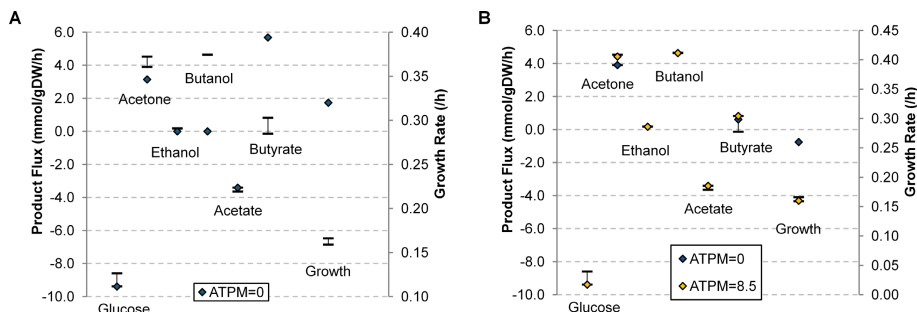 A
Product Flux (mmol/gDW/h)
6.0
4.0
2.0
0.0
-2.0
-4.0
-6.0
-8.0
-10.0
Acetone
Butanol
Ethanol
Butyrate
Acetate
Growth
Glucose
ATPM=0
0.40
0.35
0.30
0.25
0.20
0.15
0.10
Growth Rate (/h)
B
Product Flux (mmol/gDW/h)
6.0
4.0
2.0
0.0
-2.0
-4.0
-6.0
-8.0
-10.0
Acetone
Butanol
Ethanol
Butyrate
Acetate
Growth
Glucose
ATPM=0
ATPM=8.5
0.45
0.40
0.35
0.30
0.25
0.20
0.15
0.10
0.05
0.00
Growth Rate (/h)